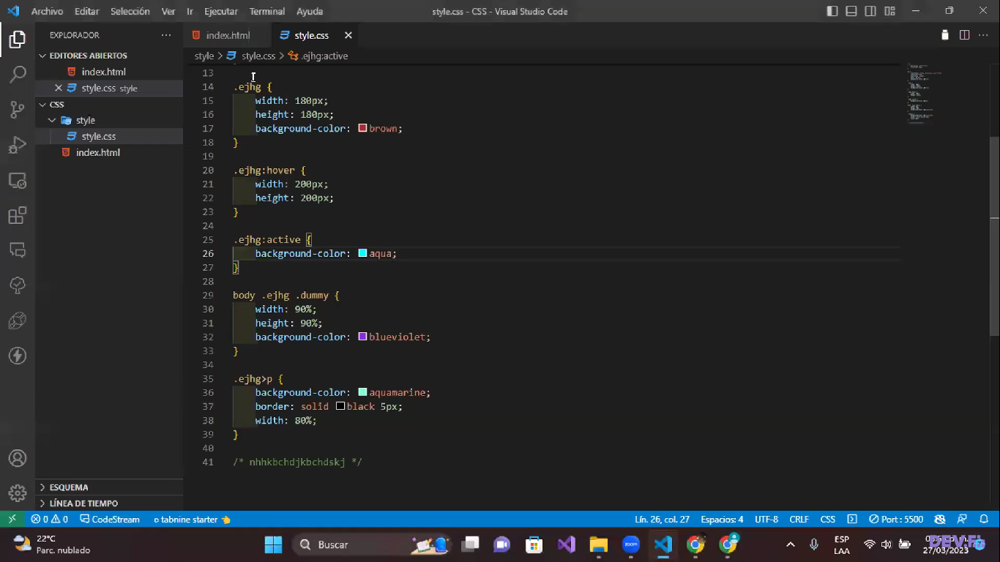 Archivo Editar Selección Ver Ir Ejecutar Terminal Ayuda style.css - CSS - Visual Studio Code
EXPLORADOR ··· index.html style.css
EDITORES ABIERTOS style > style.css > .ejhg:active
index.html
style.css style
CSS
style
style.css
index.html
13
14 .ejhg {
15 width: 180px;
16 height: 180px;
17 background-color: brown;
18 }
19
20 .ejhg:hover {
21 width: 200px;
22 height: 200px;
23 }
24
25 .ejhg:active {
26 background-color: aqua;
27 }
28
29 body .ejhg .dummy {
30 width: 90%;
31 height: 90%;
32 background-color: blueviolet;
33 }
34
35 .ejhg>p {
36 background-color: aquamarine;
37 border: solid black 5px;
38 width: 80%;
39 }
40
41 /* nhhkbchdjkbchdskj */
ESQUEMA
LÍNEA DE TIEMPO
0 0 CodeStream tabnine starter Lín. 26, col. 27 Espacios: 4 UTF-8 CRLF CSS Port : 5500
22°C
Parc. nublado
Buscar
zoom
ESP
LAA
27/03/2023
DEV.F: